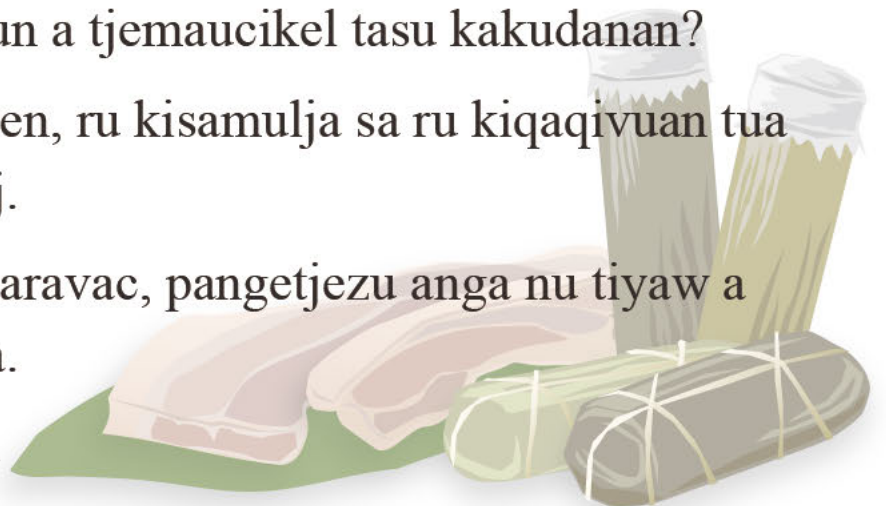 un a tjemaucikel tasu kakudanan?
en, ru kisamulja sa ru kiqaqivuan tua
j.
aravac, pangetjezu anga nu tiyaw a
a.